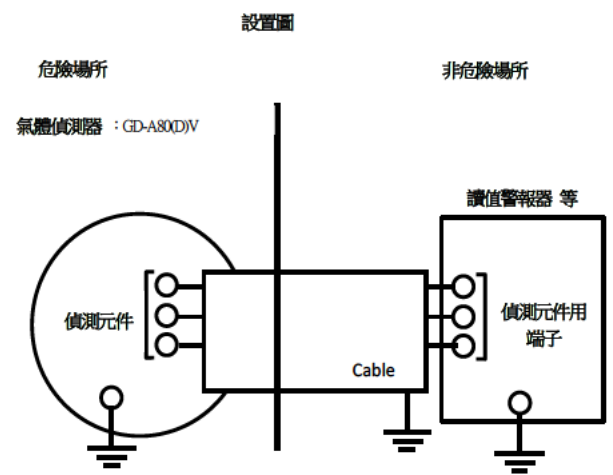 設置圖
危險場所
非危險場所
氣體偵測器 ：GD-A80(D)V
讀值警報器 等
偵測元件
偵測元件用
端子
Cable